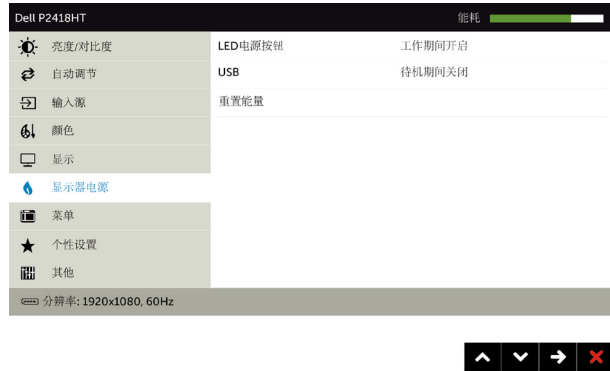 Dell P2418HT 能耗
亮度/对比度 LED电源按钮 工作期间开启
自动调节 USB 待机期间关闭
输入源 重置能量
颜色
显示
显示器电源
菜单
个性设置
其他
分辨率: 1920x1080, 60Hz